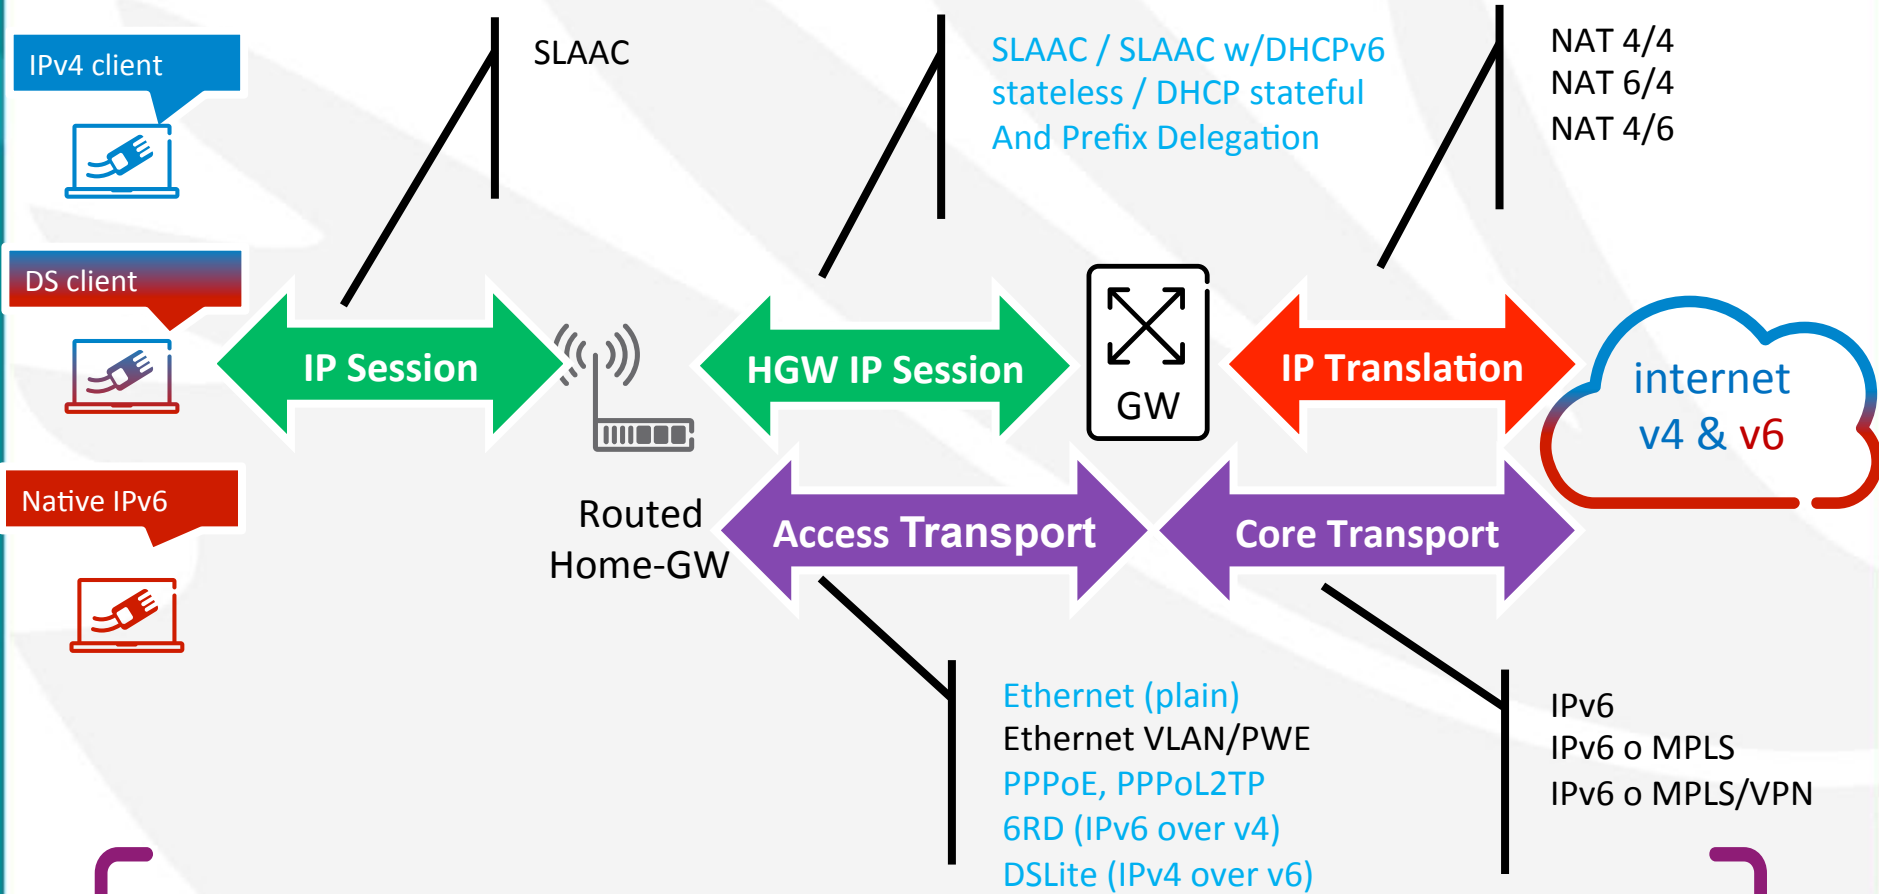 IPv4 client
SLAAC
SLAAC / SLAAC w/DHCPv6
stateless / DHCP stateful
And Prefix Delegation
NAT 4/4
NAT 6/4
NAT 4/6
DS client
IP Session
HGW IP Session
GW
IP Translation
internet
v4 & v6
Native IPv6
Routed
Home-GW
Access Transport
Core Transport
Ethernet (plain)
Ethernet VLAN/PWE
PPPoE, PPPoL2TP
6RD (IPv6 over v4)
DSLite (IPv4 over v6)
IPv6
IPv6 o MPLS
IPv6 o MPLS/VPN